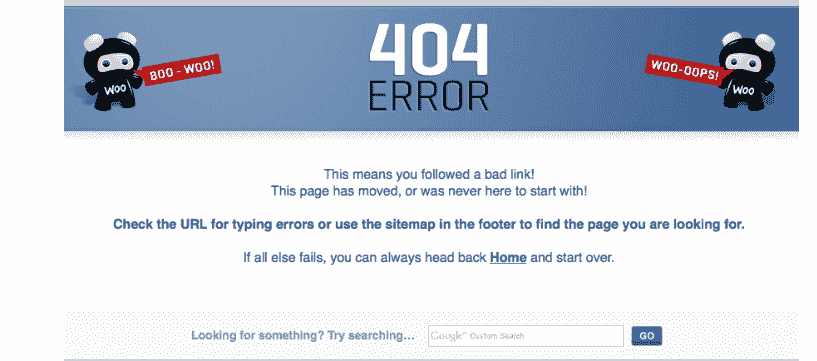 404
ERROR
BOO - WOO!
WOO
WOO-OOPS!
WOO
This means you followed a bad link!
This page has moved, or was never here to start with!
Check the URL for typing errors or use the sitemap in the footer to find the page you are looking for.
If all else fails, you can always head back Home and start over.
Looking for something? Try searching... Google™ Custom Search GO